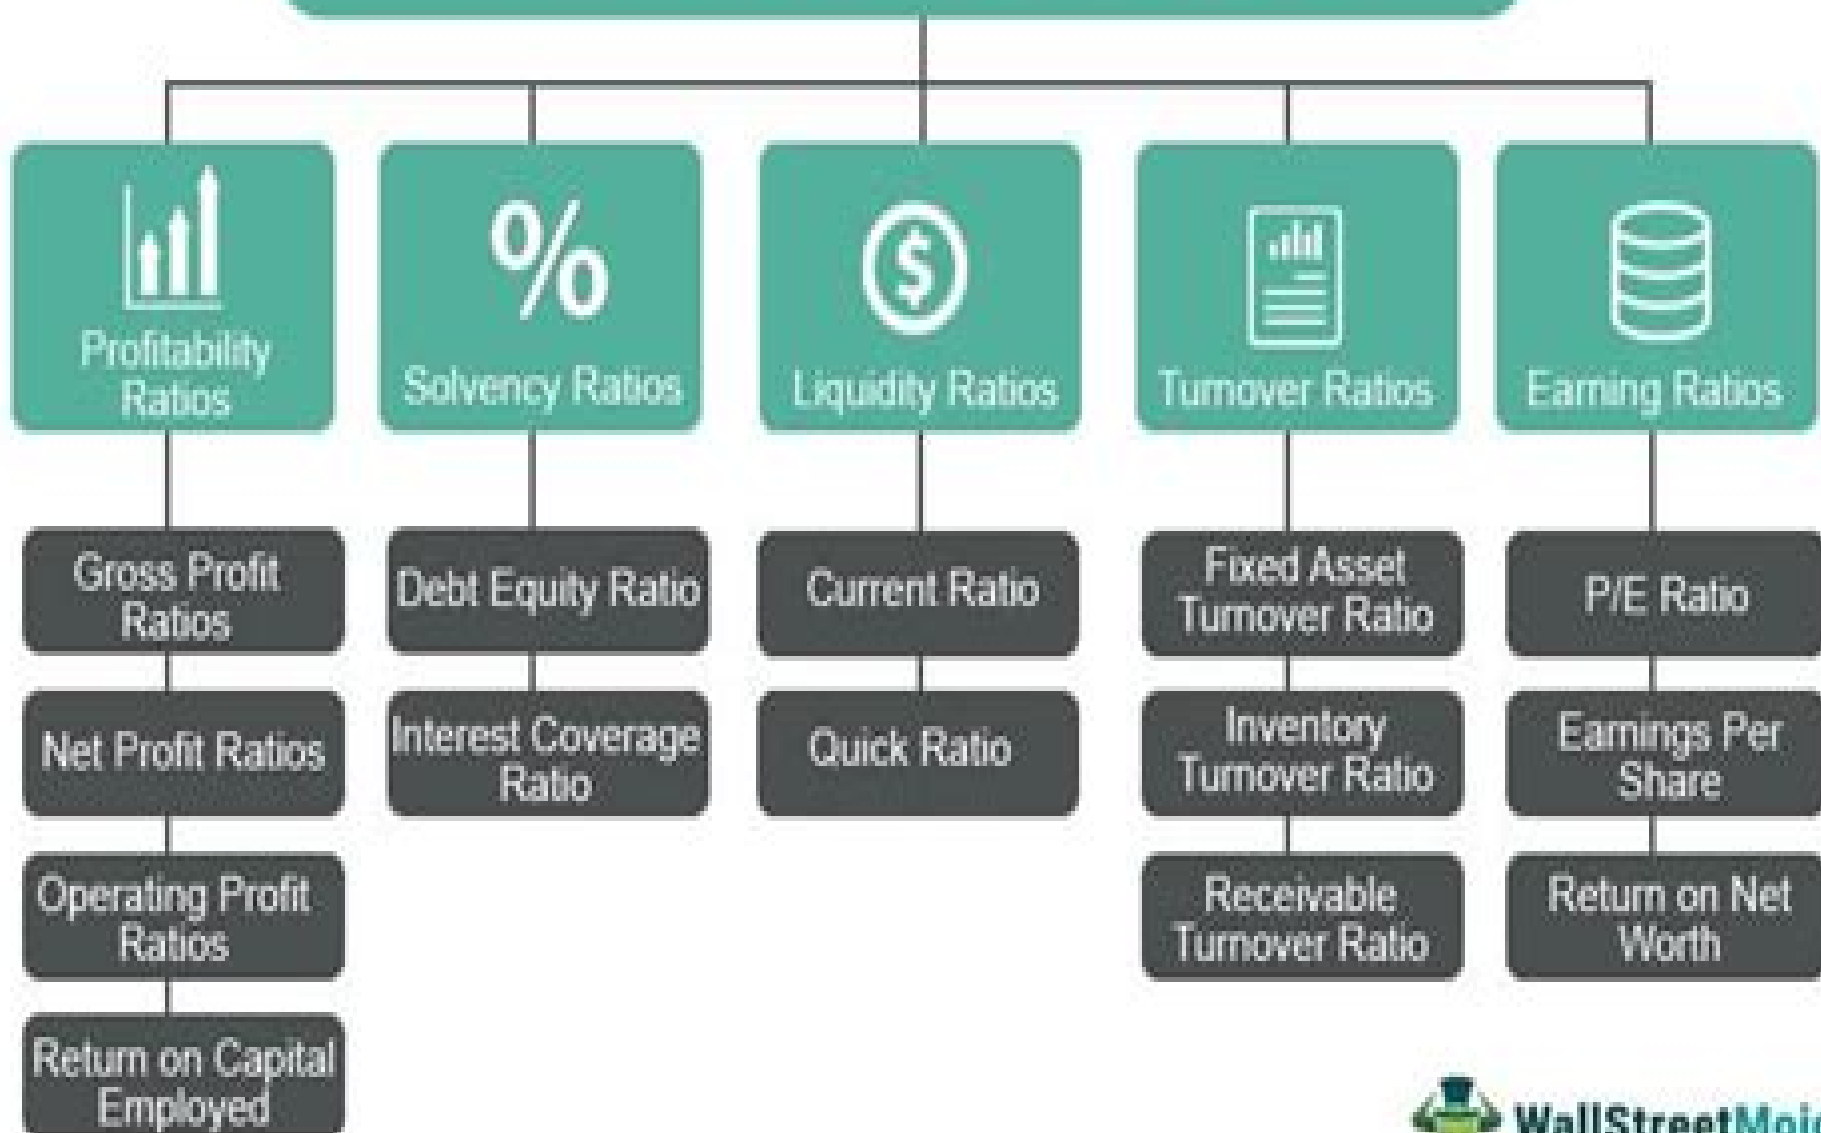 Profitability
Ratios
Gross Profit
Ratios
Net Profit Ratios
Operating Profit
Ratios
Return on Capital
Employed
%
Solvency Ratios
Debt Equity Ratio
Interest Coverage
Ratio
$
Liquidity Ratios
Current Ratio
Quick Ratio
Turnover Ratios
Fixed Asset
Turnover Ratio
Inventory
Turnover Ratio
Receivable
Turnover Ratio
Earning Ratios
P/E Ratio
Earnings Per
Share
Return on Net
Worth
WallStreetMojo